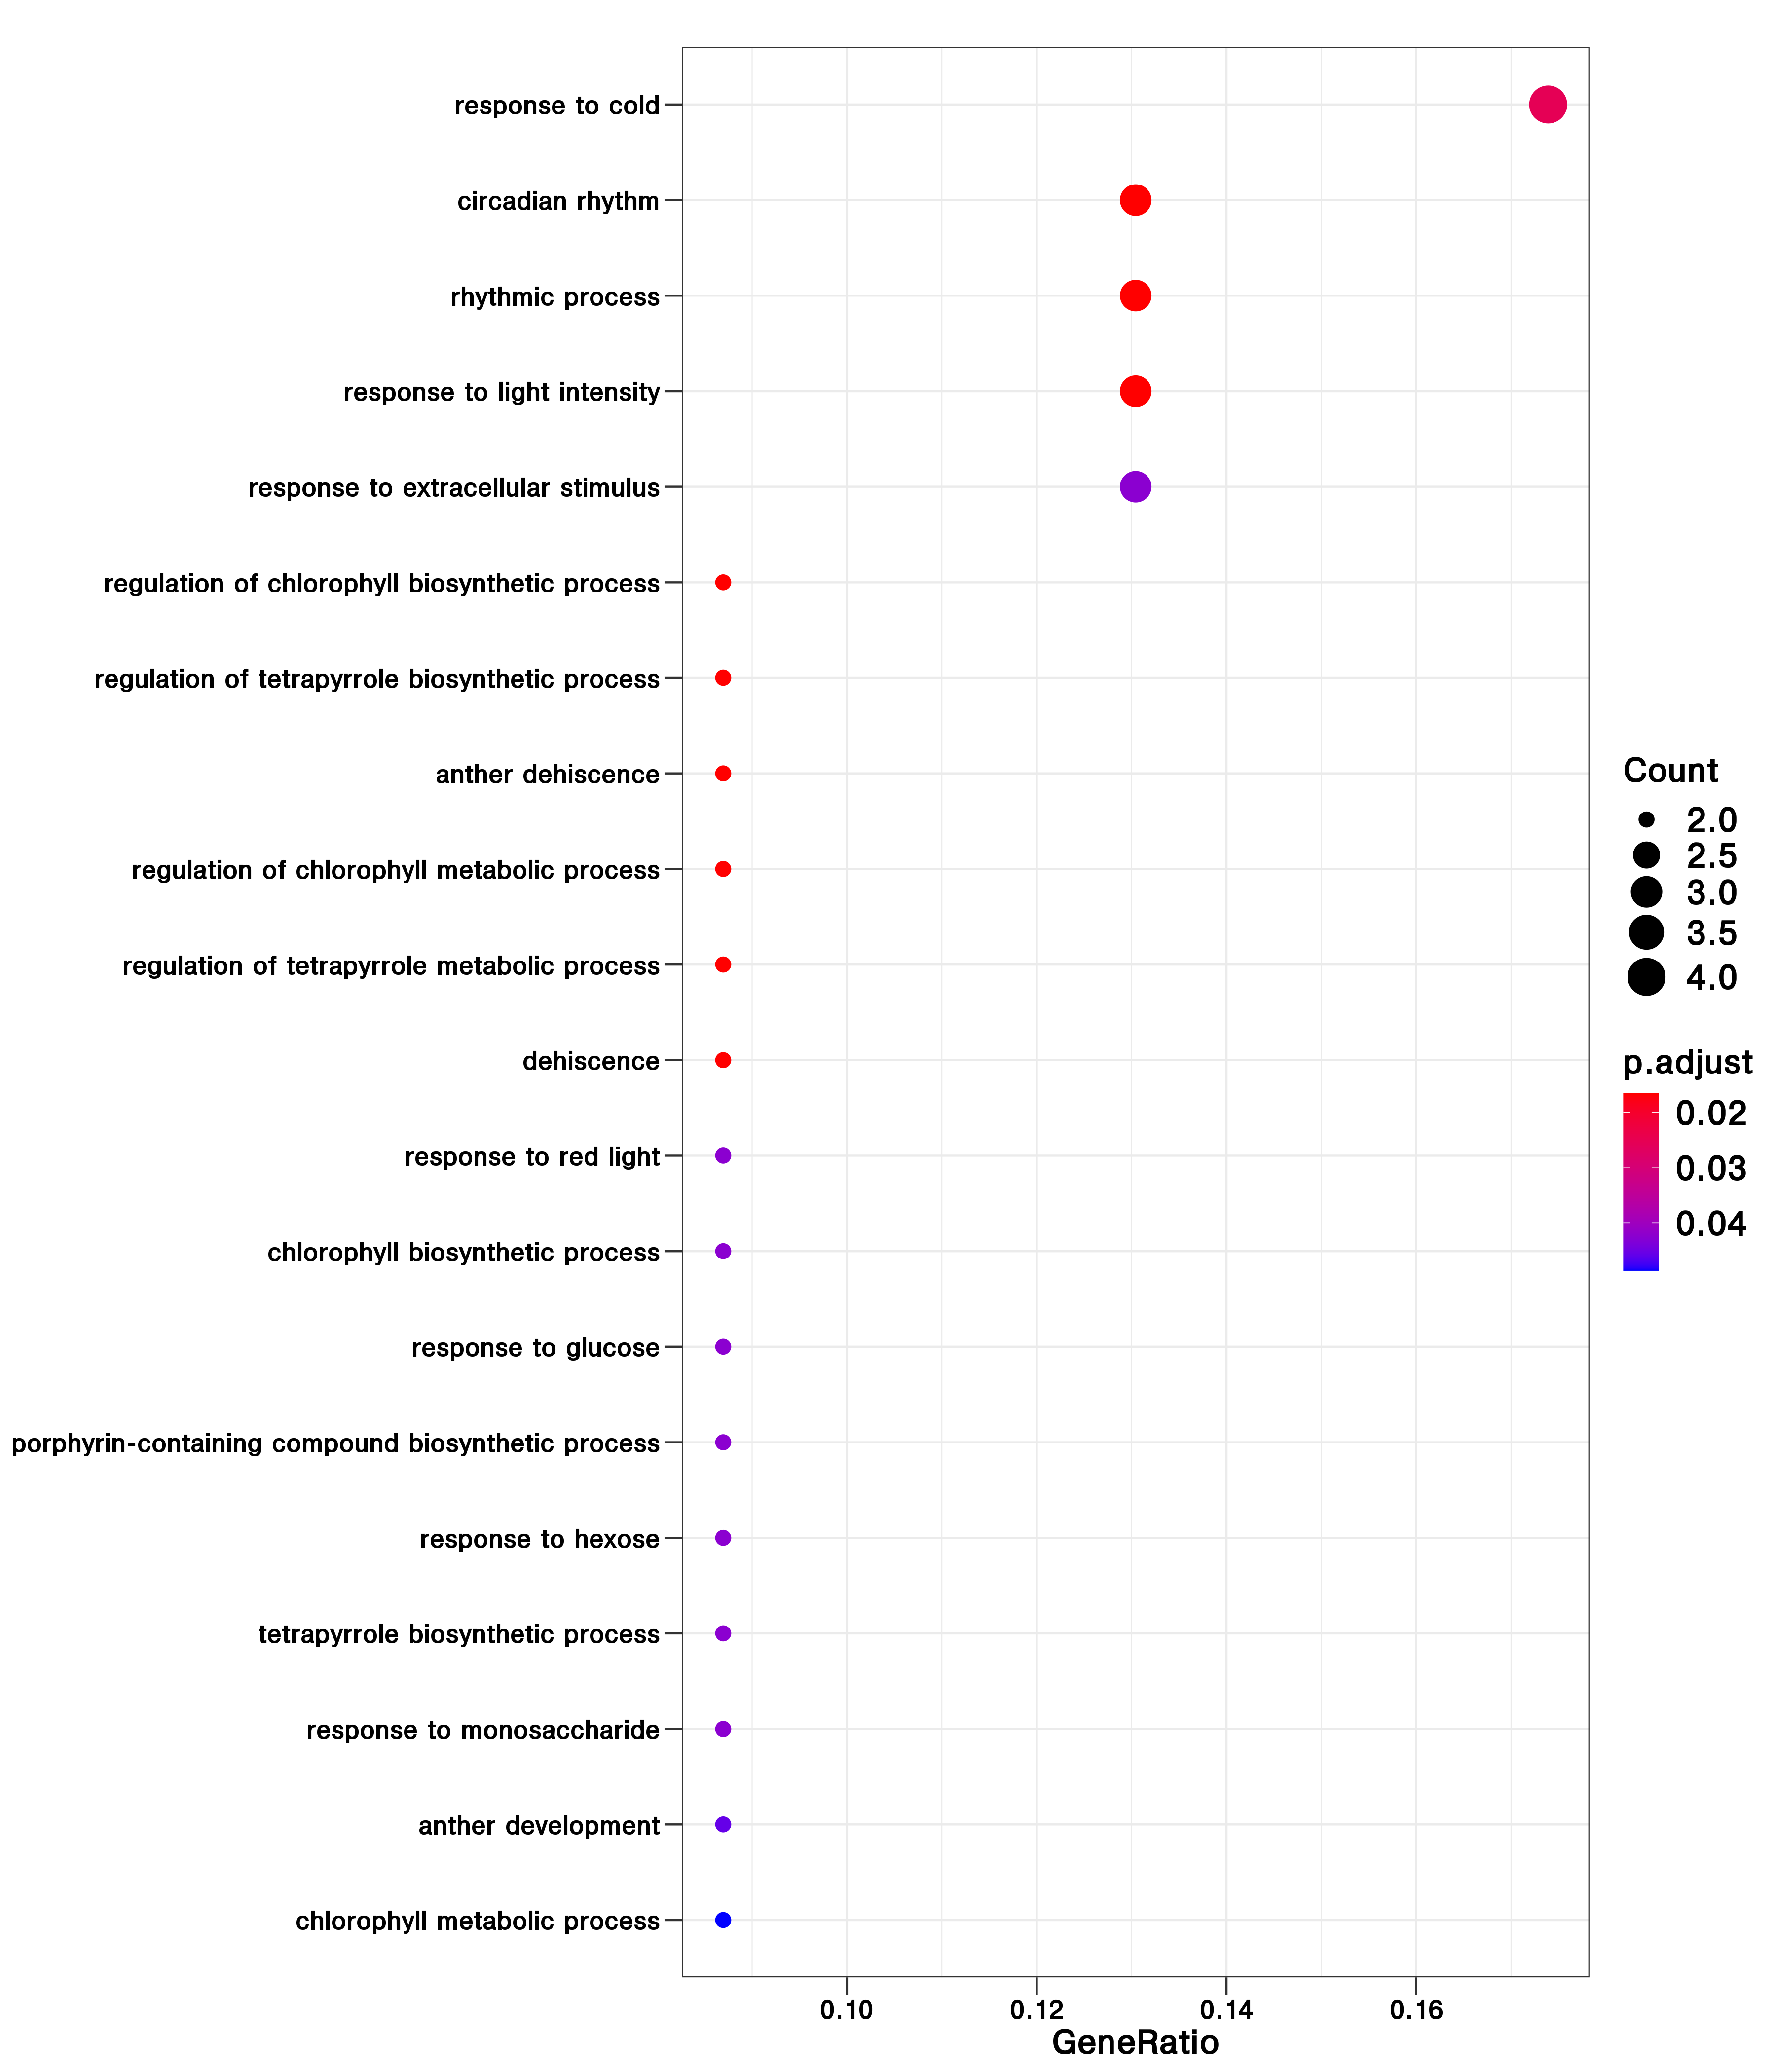 response to cold
circadian rhythm
rhythmic process
response to light intensity
response to extracellular stimulus
regulation of chlorophyll biosynthetic process
regulation of tetrapyrrole biosynthetic process
anther dehiscence
regulation of chlorophyll metabolic process
regulation of tetrapyrrole metabolic process
dehiscence
response to red light
chlorophyll biosynthetic process
response to glucose
porphyrin-containing compound biosynthetic process
response to hexose
tetrapyrrole biosynthetic process
response to monosaccharide
anther development
chlorophyll metabolic process
0.10 0.12 0.14 0.16
GeneRatio
Count
2.0
2.5
3.0
3.5
4.0
p.adjust
0.02
0.03
0.04